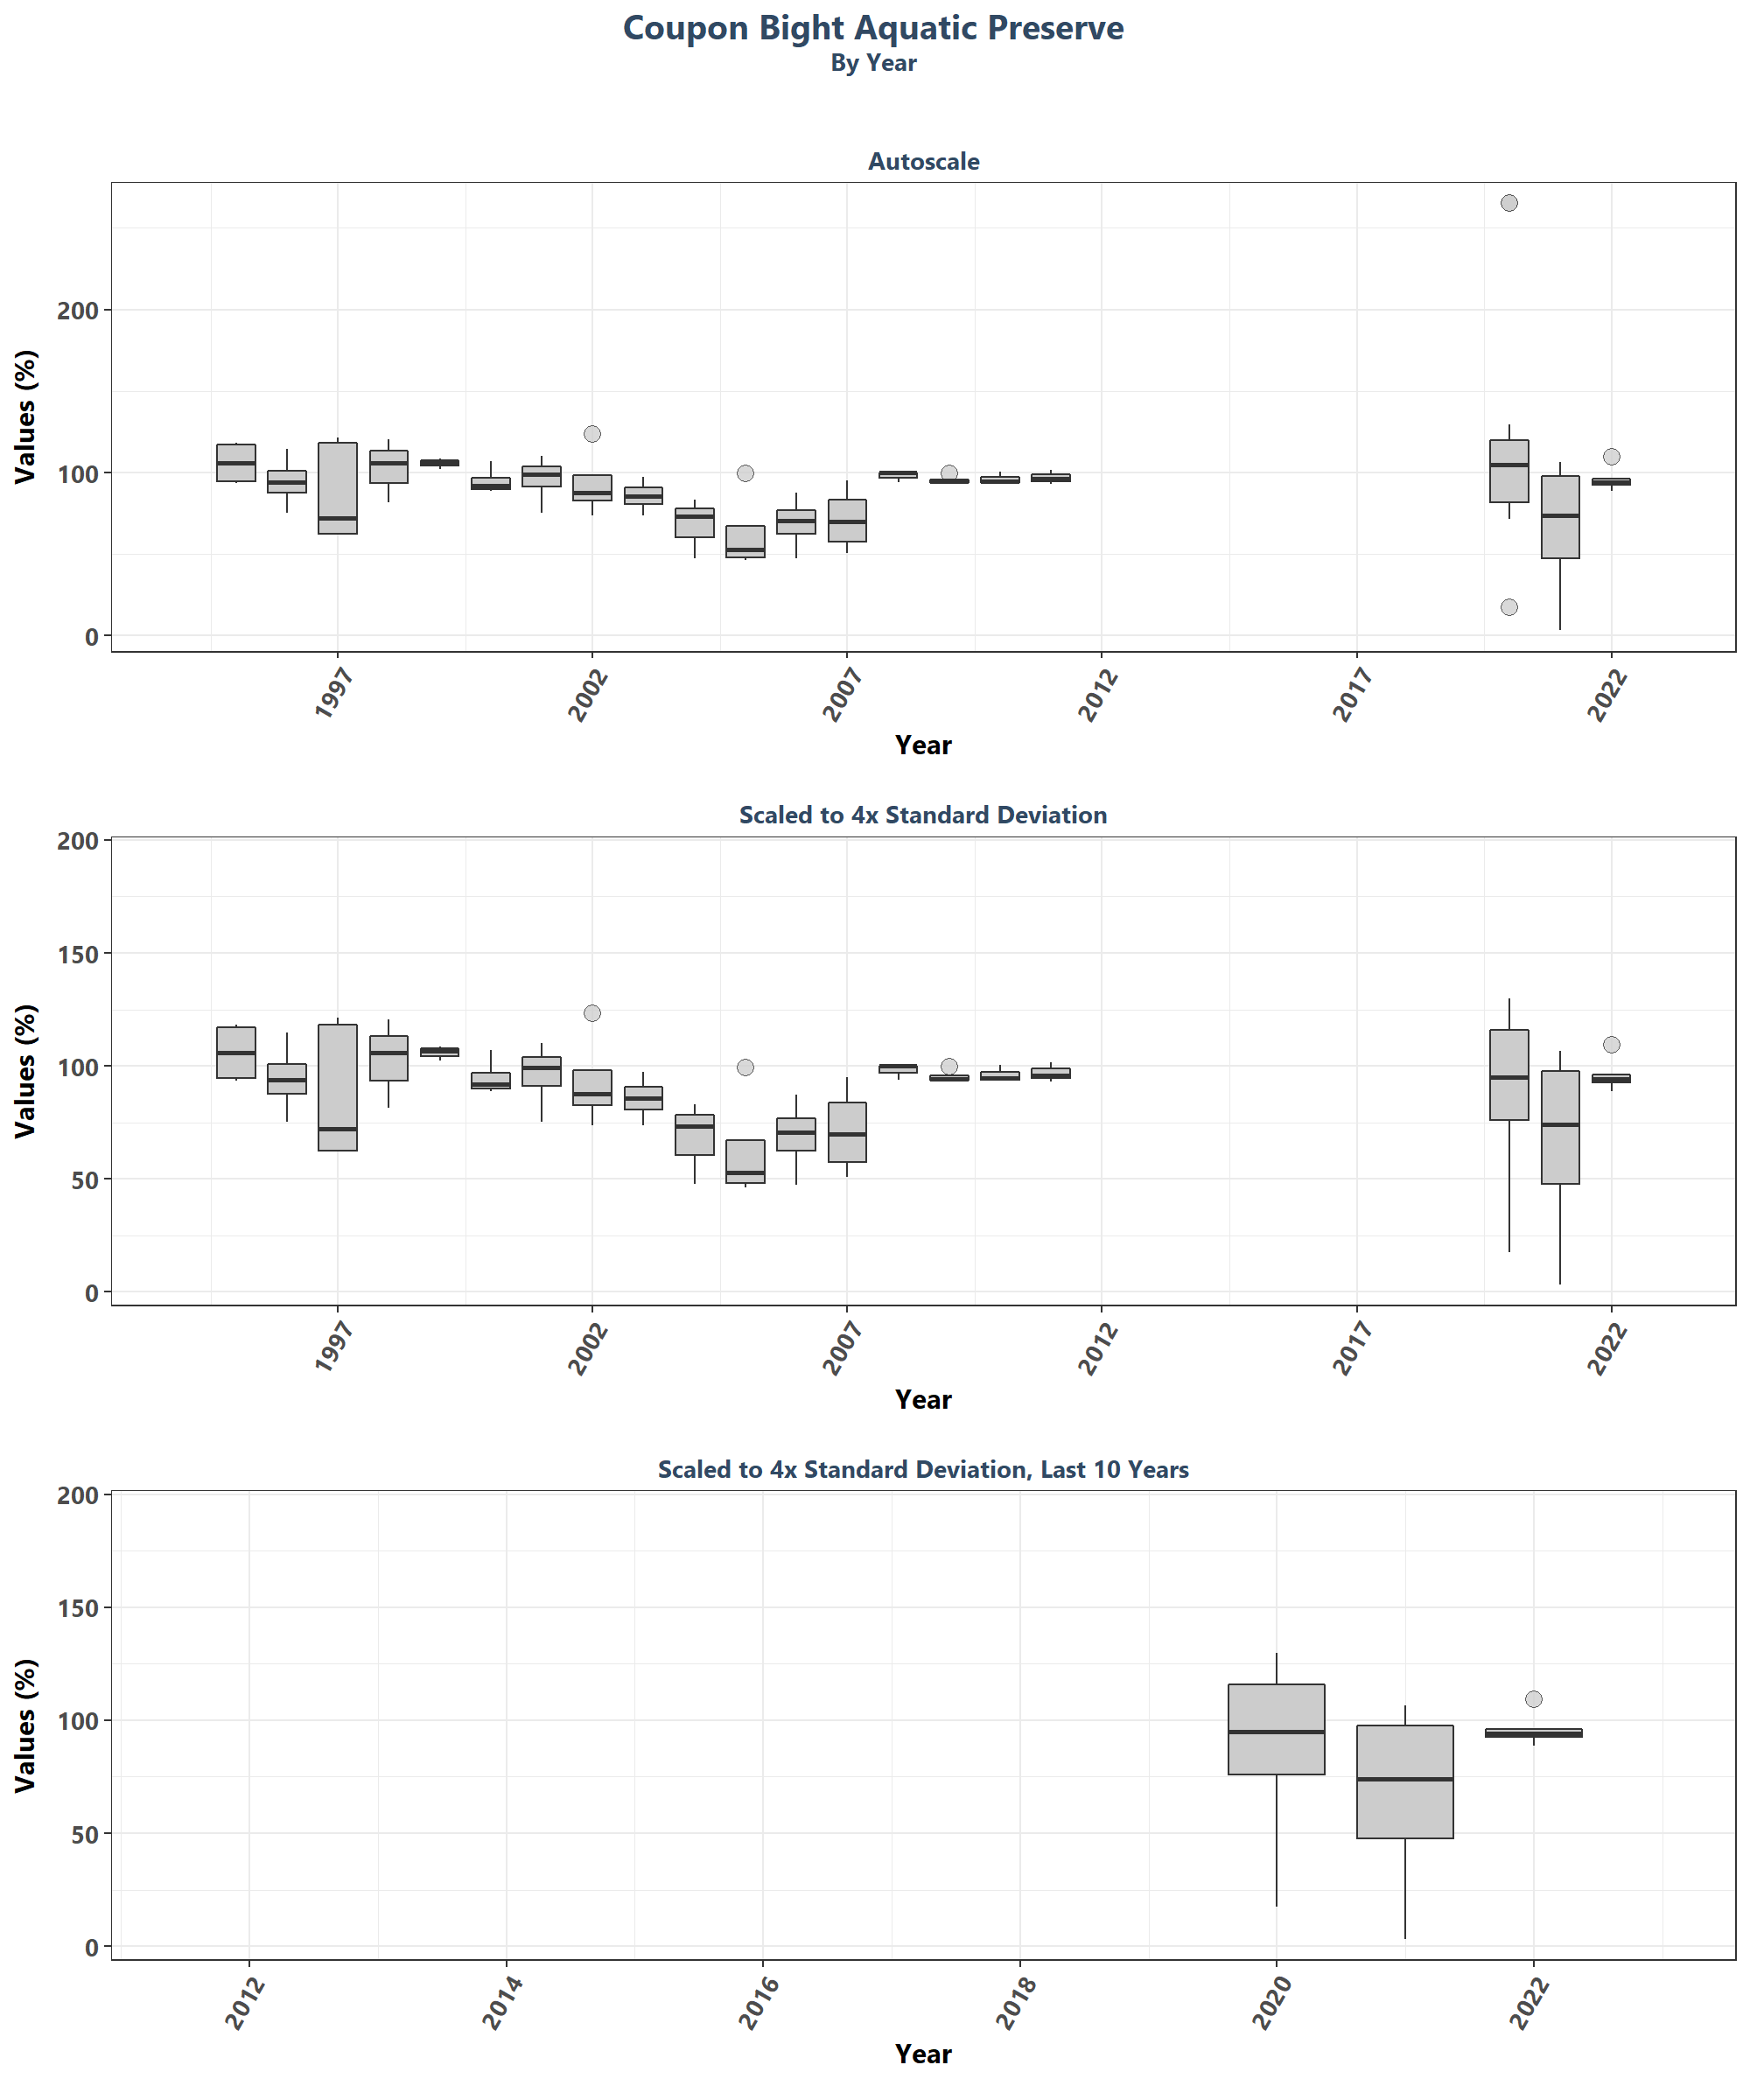 Coupon Bight Aquatic Preserve
By Year
Autoscale
Values (%)
200
100
0
1997
2002
2007
2012
2017
2022
Year
Scaled to 4x Standard Deviation
Values (%)
200
150
100
50
0
1997
2002
2007
2012
2017
2022
Year
Scaled to 4x Standard Deviation, Last 10 Years
Values (%)
200
150
100
50
0
2012
2014
2016
2018
2020
2022
Year